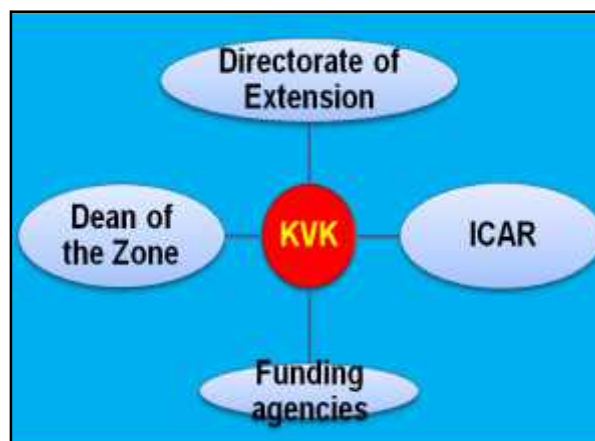 Directorate of
Extension
Dean of
the Zone
KVK
ICAR
Funding
agencies